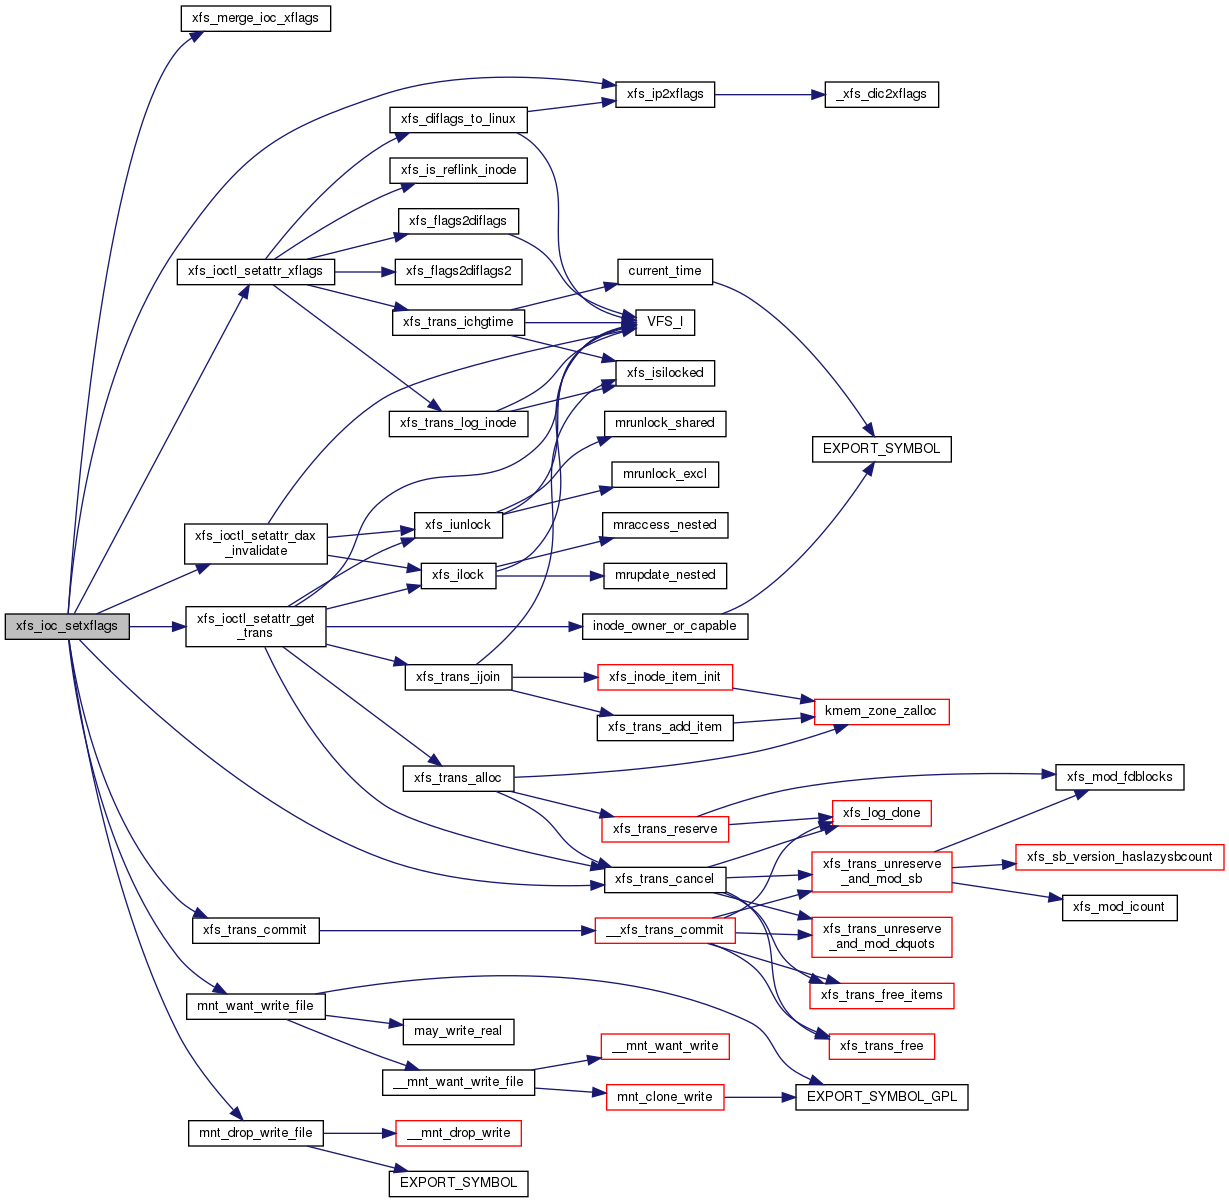 xfs_merge_ioc_xflags
xfs_ip2xflags
_xfs_dic2xflags
xfs_diflags_to_linux
xfs_is_reflink_inode
xfs_flags2diflags
xfs_ioctl_setattr_xflags
xfs_flags2diflags2
current_time
xfs_trans_ichgtime
VFS_I
xfs_isilocked
xfs_trans_log_inode
mrunlock_shared
EXPORT_SYMBOL
mrunlock_excl
xfs_ioctl_setattr_dax
_invalidate
xfs_iunlock
mraccess_nested
xfs_ilock
mrupdate_nested
xfs_ioc_setxflags
xfs_ioctl_setattr_get
_trans
inode_owner_or_capable
xfs_trans_ijoin
xfs_inode_item_init
kmem_zone_zalloc
xfs_trans_add_item
xfs_trans_alloc
xfs_mod_fdblocks
xfs_trans_reserve
xfs_log_done
xfs_trans_unreserve
_and_mod_sb
xfs_sb_version_haslazysbcount
xfs_trans_cancel
xfs_mod_icount
xfs_trans_commit
__xfs_trans_commit
xfs_trans_unreserve
_and_mod_dquots
xfs_trans_free_items
mnt_want_write_file
may_write_real
__mnt_want_write
xfs_trans_free
__mnt_want_write_file
mnt_clone_write
EXPORT_SYMBOL_GPL
mnt_drop_write_file
__mnt_drop_write
EXPORT_SYMBOL